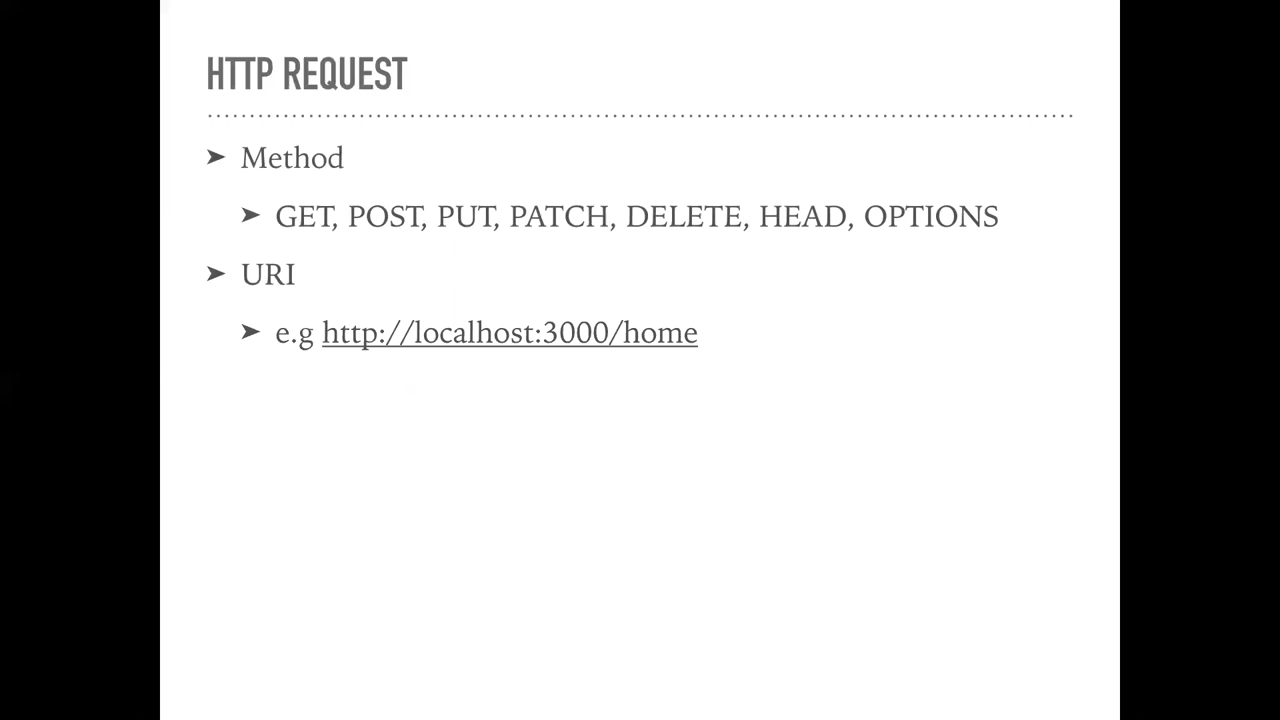 HTTP REQUEST
➤ Method
➤ GET, POST, PUT, PATCH, DELETE, HEAD, OPTIONS
➤ URI
➤ e.g http://localhost:3000/home